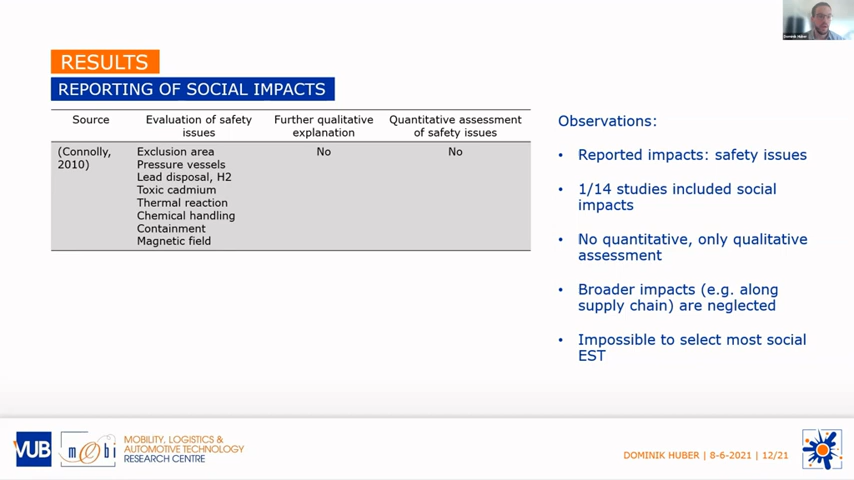 Dominik Huber
RESULTS
REPORTING OF SOCIAL IMPACTS
Source
Evaluation of safety
issues
Further qualitative
explanation
Quantitative assessment
of safety issues
(Connolly,
2010)
Exclusion area
Pressure vessels
Lead disposal, H2
Toxic cadmium
Thermal reaction
Chemical handling
Containment
Magnetic field
No
No
Observations:
• Reported impacts: safety issues
• 1/14 studies included social
impacts
• No quantitative, only qualitative
assessment
• Broader impacts (e.g. along
supply chain) are neglected
• Impossible to select most social
EST
VUB
mobi
MOBILITY, LOGISTICS &
AUTOMOTIVE TECHNOLOGY
RESEARCH CENTRE
DOMINIK HUBER | 8-6-2021 | 12/21